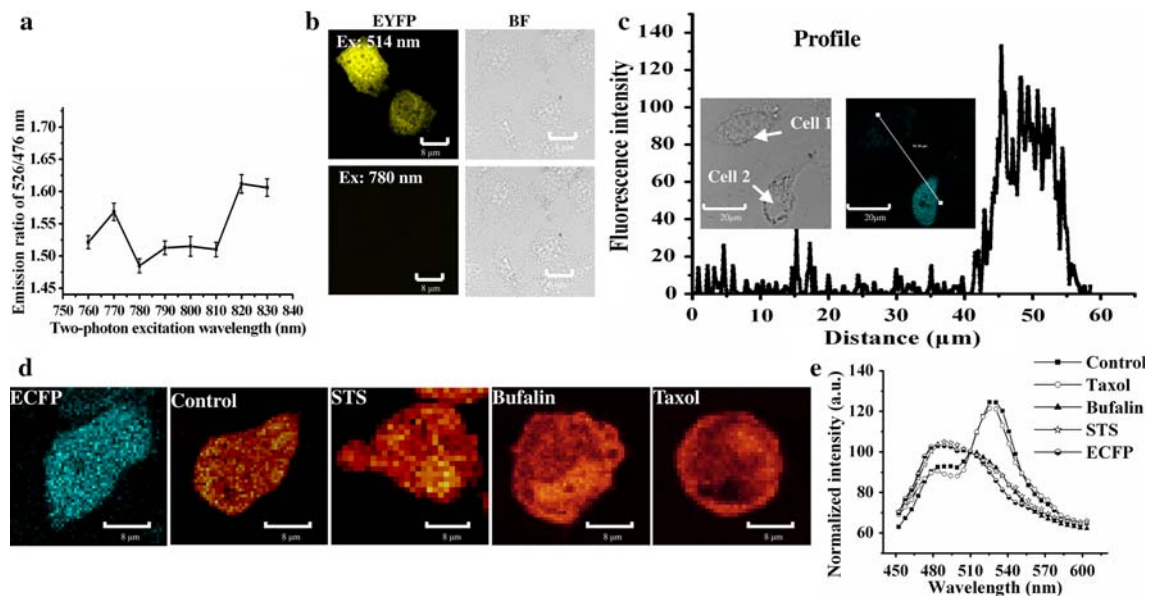 a
Emission ratio of 526/476 nm
1.70
1.65
1.60
1.55
1.50
1.45
750 760 770 780 790 800 810 820 830 840
Two-photon excitation wavelength (nm)
b
EYFP
BF
Ex: 514 nm
8 µm
Ex: 780 nm
8 µm
c
Profile
Fluorescence intensity
140
120
100
80
60
40
20
0
Cell 1
Cell 2
20µm
20µm
0 10 20 30 40 50 60
Distance (µm)
d
ECFP
8 µm
Control
8 µm
STS
8 µm
Bufalin
8 µm
Taxol
8 µm
e
Control
Taxol
Bufalin
STS
ECFP
Normalized intensity (a.u.)
140
120
100
80
60
450 480 510 540 570 600
Wavelength (nm)